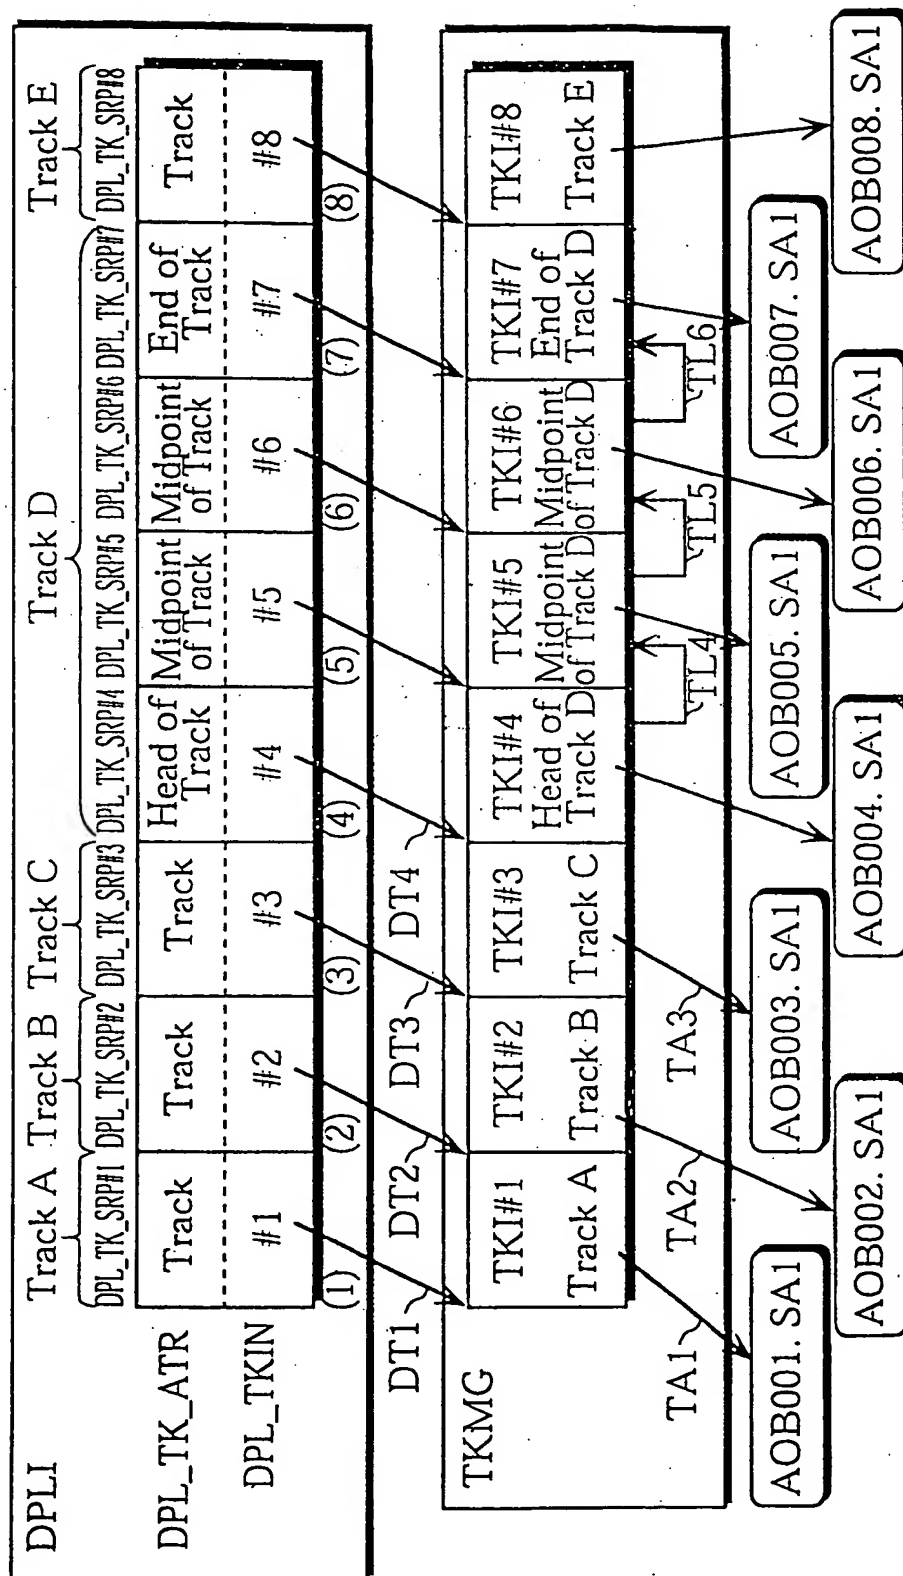 DPLI
Track A
Track B
Track C
Track D
Track E
DPL_TK_SRP#1
DPL_TK_SRP#2
DPL_TK_SRP#3
DPL_TK_SRP#4
DPL_TK_SRP#5
DPL_TK_SRP#6
DPL_TK_SRP#7
DPL_TK_SRP#8
DPL_TK_ATR
Track
Track
Track
Head of
Track
Midpoint
of Track
Midpoint
of Track
End of
Track
Track
DPL_TKIN
#1
#2
#3
#4
#5
#6
#7
#8
(1)
(2)
(3)
(4)
(5)
(6)
(7)
(8)
DT1
DT2
DT3
DT4
TKMG
TKI#1
Track A
TKI#2
Track B
TKI#3
Track C
TKI#4
Head of
Track D
TKI#5
Midpoint
of Track D
TKI#6
Midpoint
of Track D
TKI#7
End of
Track D
TKI#8
Track E
TA1
TA2
TA3
TL4
TL5
TL6
AOB001. SA1
AOB002. SA1
AOB003. SA1
AOB004. SA1
AOB005. SA1
AOB006. SA1
AOB007. SA1
AOB008. SA1